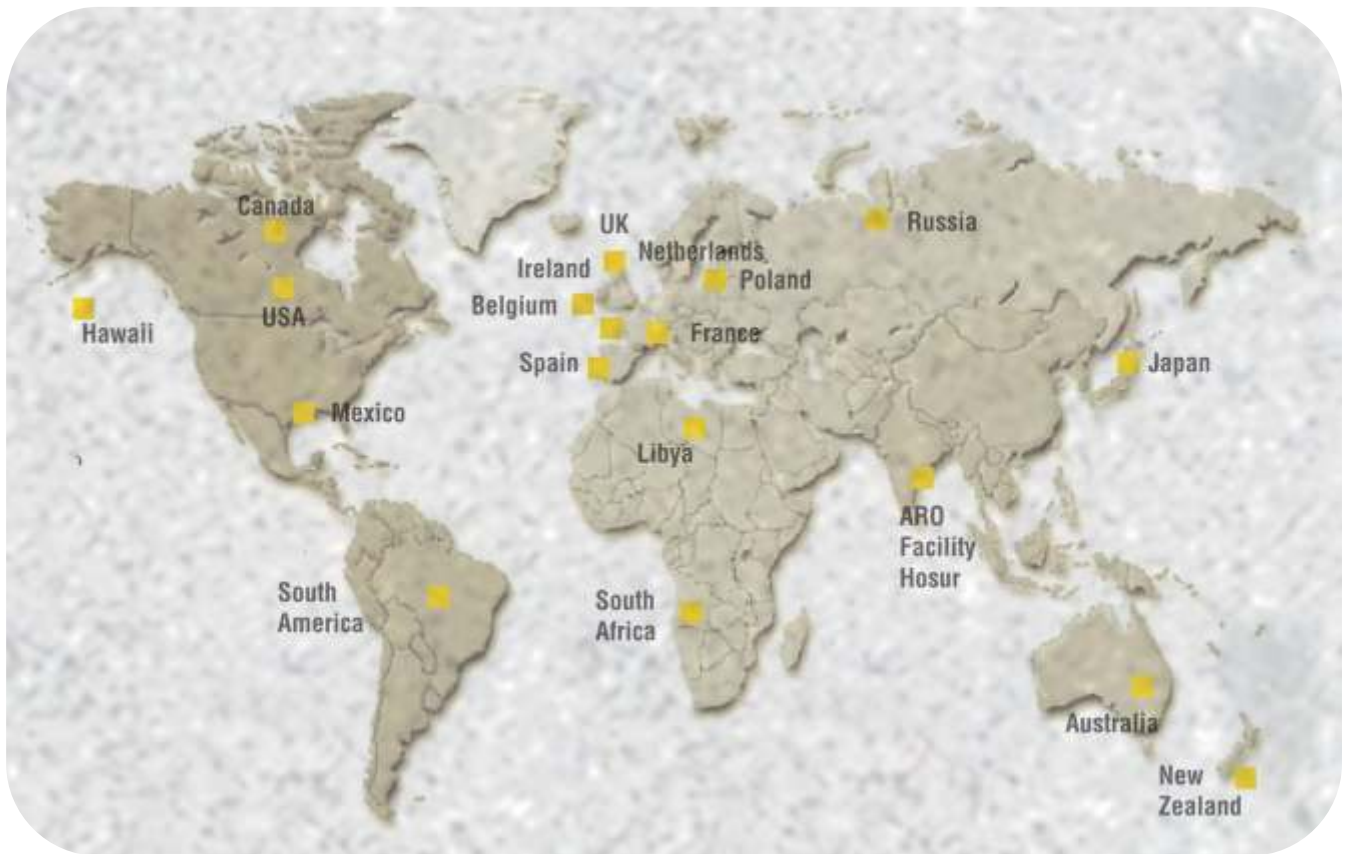 Canada
UK
Russia
Netherlands
Ireland
Poland
Belgium
Hawaii
USA
France
Spain
Japan
Mexico
Libya
ARO
Facility
Hosur
South
America
South
Africa
Australia
New
Zealand